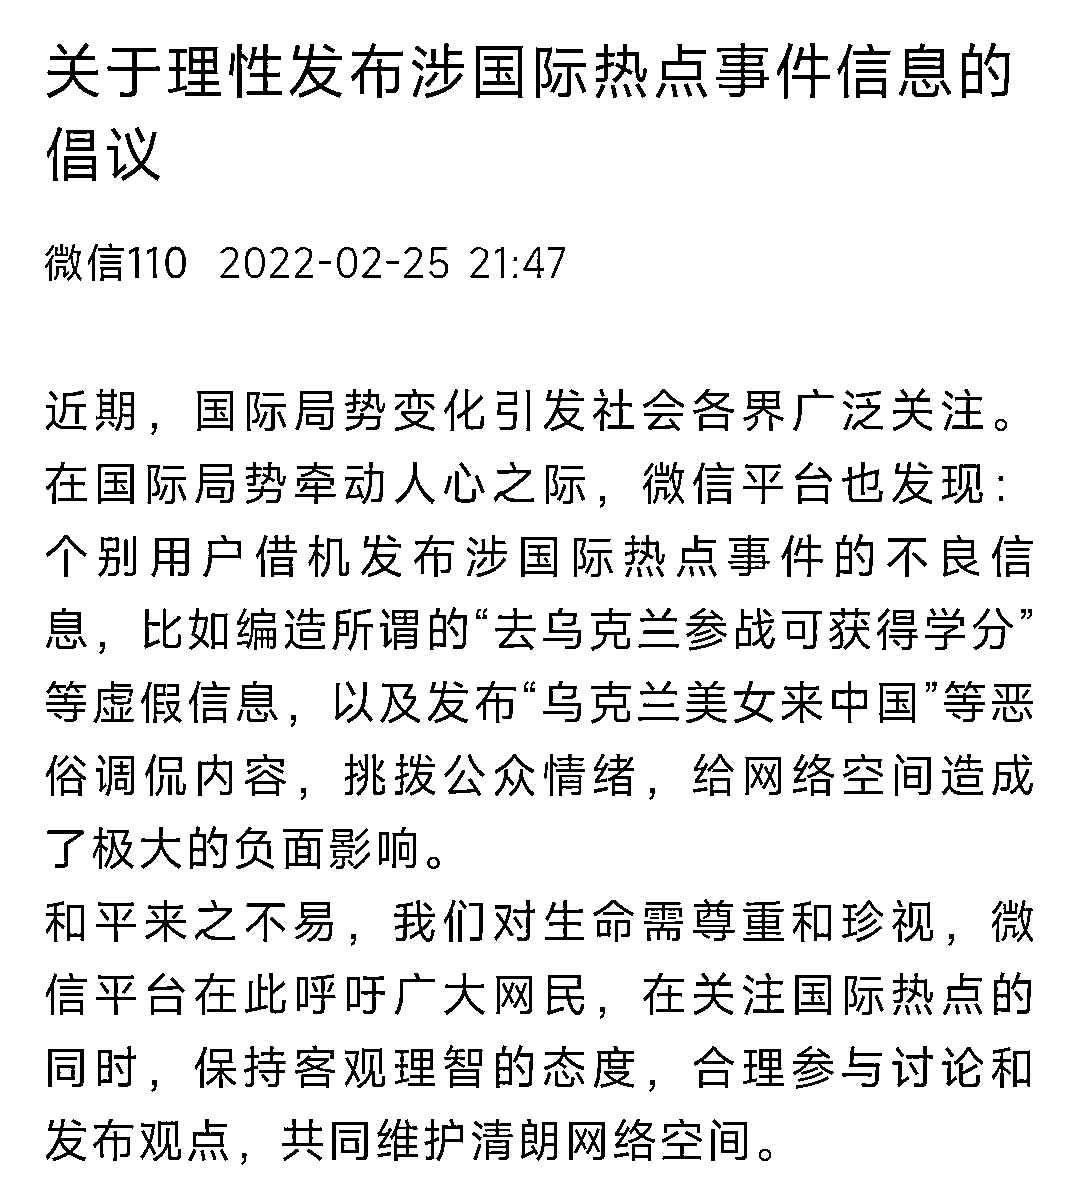 关于理性发布涉国际热点事件信息的
倡议
微信110 2022-02-25 21:47
近期，国际局势变化引发社会各界广泛关注。
在国际局势牵动人心之际，微信平台也发现：
个别用户借机发布涉国际热点事件的不良信
息，比如编造所谓的“去乌克兰参战可获得学分”
等虚假信息，以及发布“乌克兰美女来中国”等恶
俗调侃内容，挑拨公众情绪，给网络空间造成
了极大的负面影响。
和平来之不易，我们对生命需尊重和珍视，微
信平台在此呼吁广大网民，在关注国际热点的
同时，保持客观理智的态度，合理参与讨论和
发布观点，共同维护清朗网络空间。